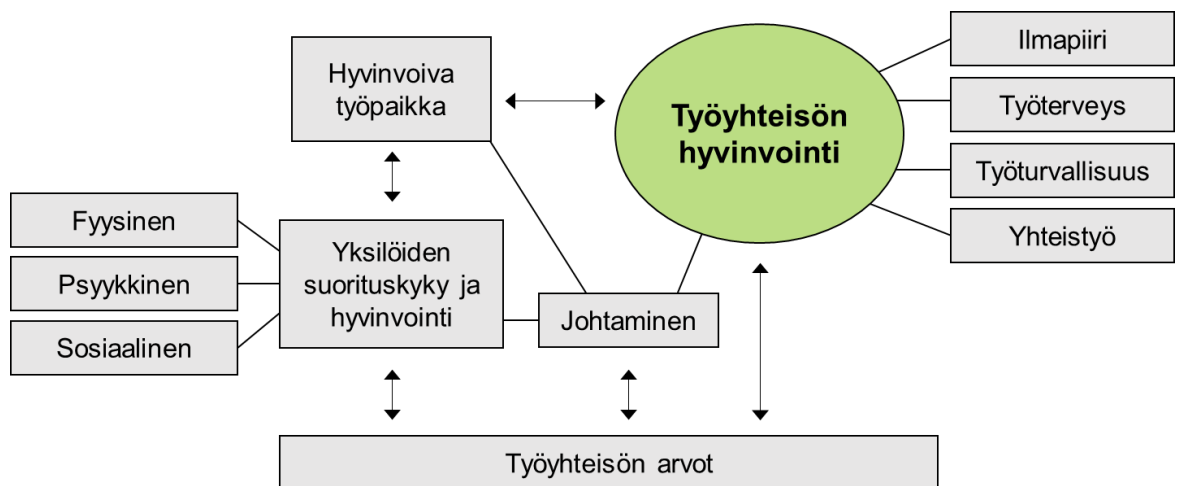 Hyvinvoiva
työpaikka
Työyhteisön
hyvinvointi
Ilmapiiri
Työterveys
Työturvallisuus
Yhteistyö
Fyysinen
Psyykkinen
Sosiaalinen
Yksilöiden
suorituskyky ja
hyvinvointi
Johtaminen
Työyhteisön arvot